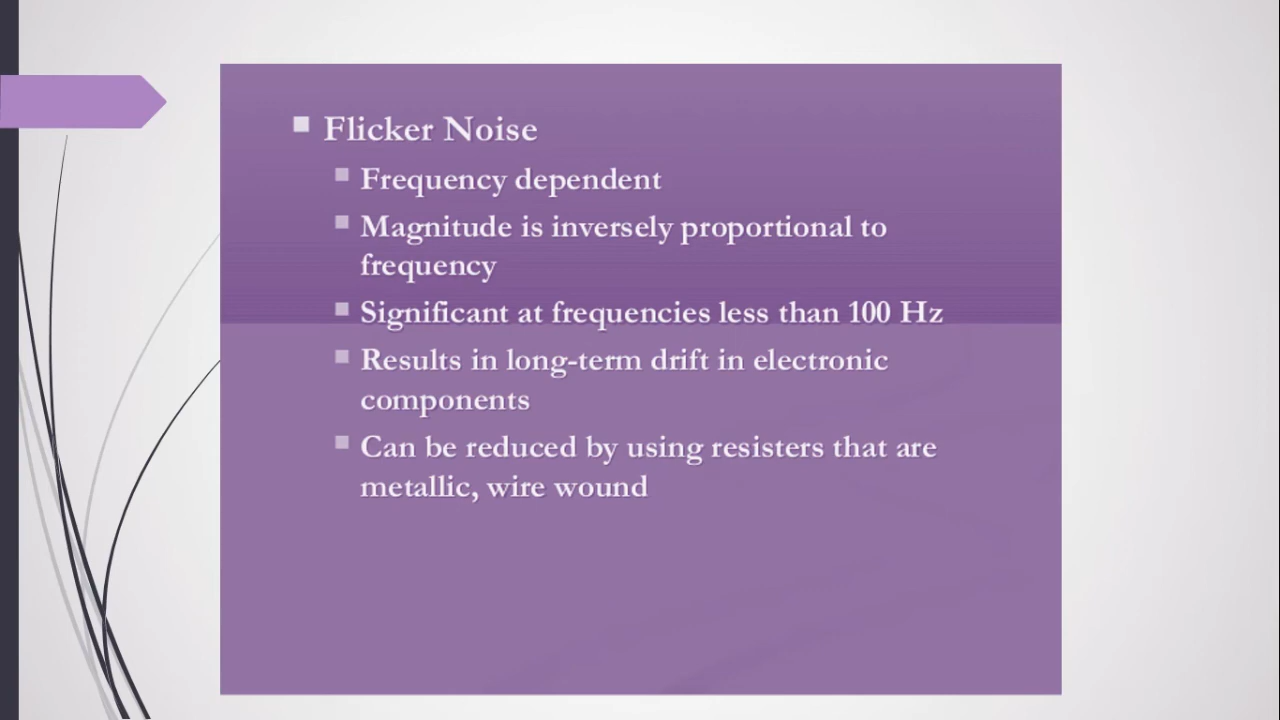 Flicker Noise
Frequency dependent
Magnitude is inversely proportional to
frequency
Significant at frequencies less than 100 Hz
Results in long-term drift in electronic
components
Can be reduced by using resisters that are
metallic, wire wound